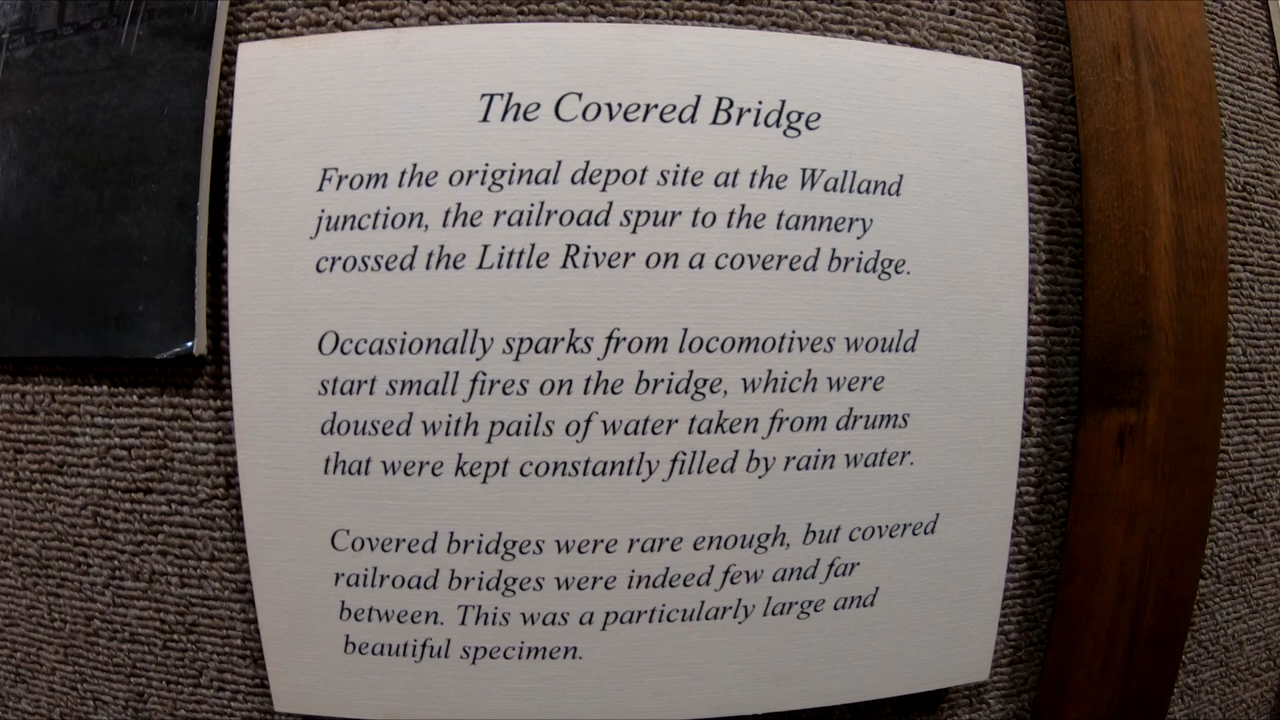 The Covered Bridge
From the original depot site at the Walland
junction, the railroad spur to the tannery
crossed the Little River on a covered bridge.
Occasionally sparks from locomotives would
start small fires on the bridge, which were
doused with pails of water taken from drums
that were kept constantly filled by rain water.
Covered bridges were rare enough, but covered
railroad bridges were indeed few and far
between. This was a particularly large and
beautiful specimen.